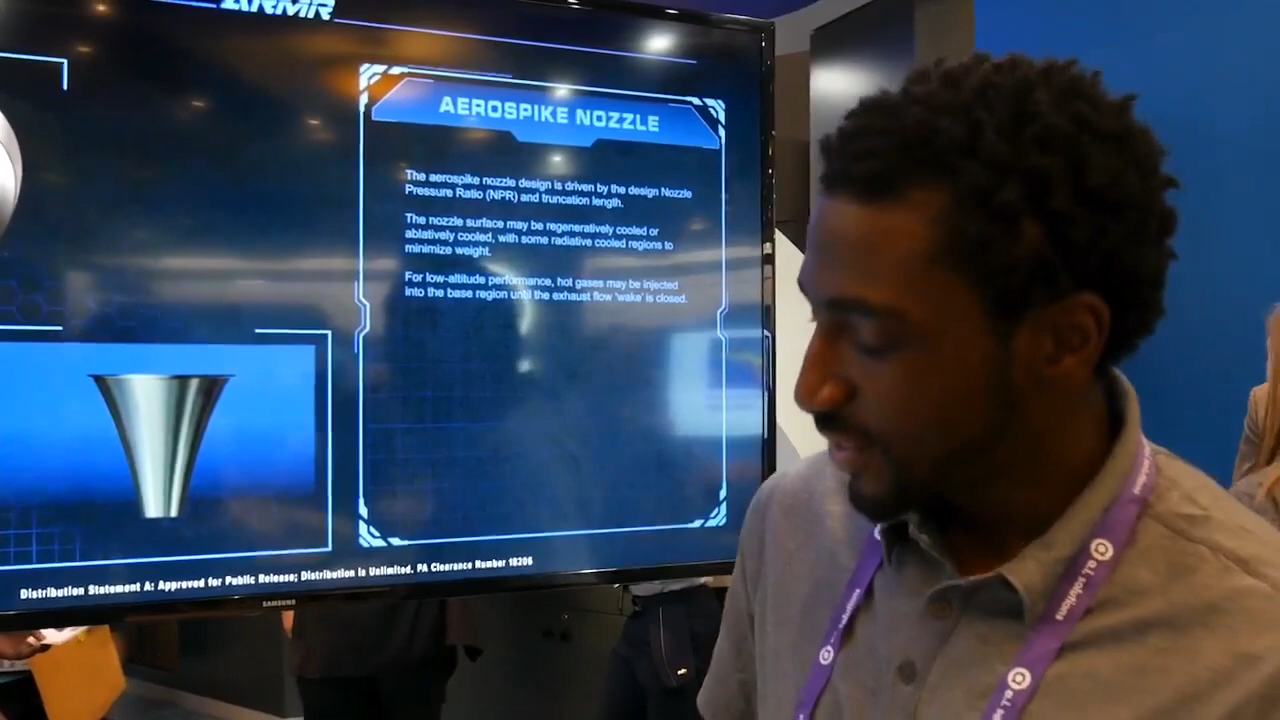 ARMR
AEROSPIKE NOZZLE
The aerospike nozzle design is driven by the design Nozzle
Pressure Ratio (NPR) and truncation length.
The nozzle surface may be regeneratively cooled or
ablatively cooled, with some radiative cooled regions to
minimize weight.
For low-altitude performance, hot gases may be injected
into the base region until the exhaust flow 'wake' is closed.
Distribution Statement A: Approved for Public Release; Distribution is Unlimited. PA Clearance Number 18206
SAMSUNG
solutions
e.i. solutions
e.i. so